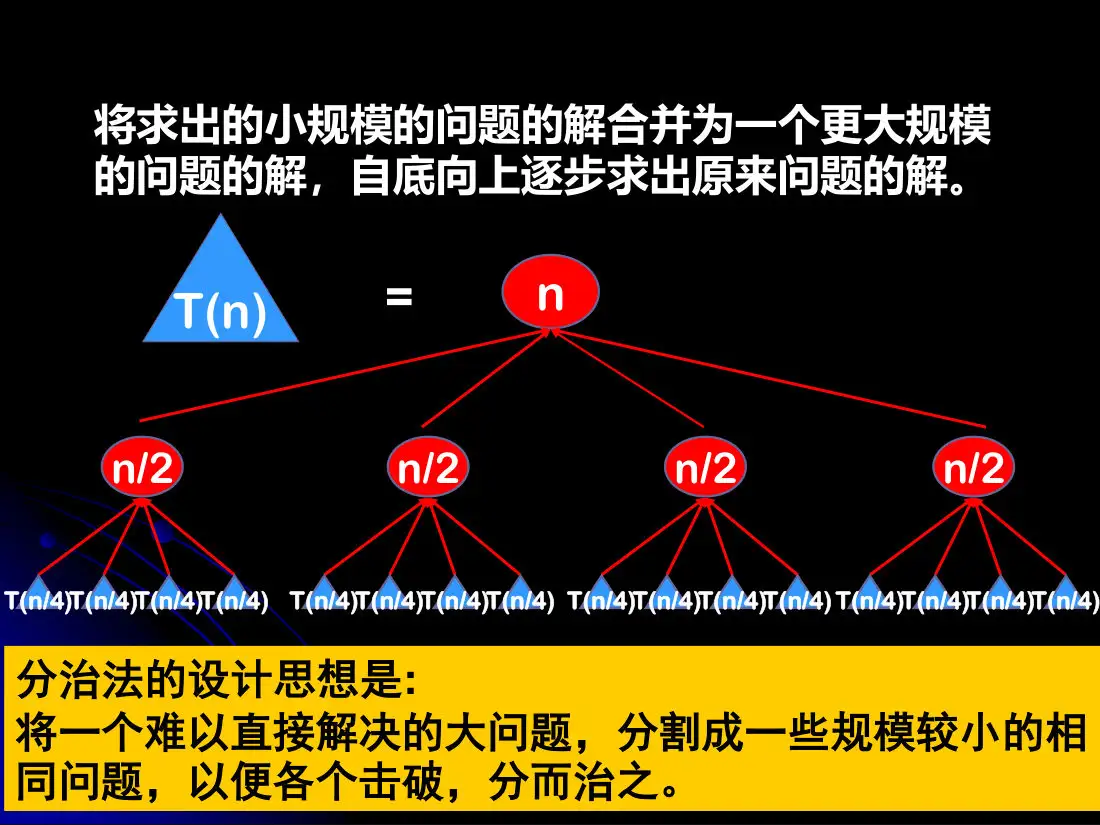 将求出的小规模的问题的解合并为一个更大规模
的问题的解，自底向上逐步求出原来问题的解。
T(n) = n
n/2 n/2 n/2 n/2
T(n/4)T(n/4)T(n/4)T(n/4) T(n/4)T(n/4)T(n/4)T(n/4) T(n/4)T(n/4)T(n/4)T(n/4) T(n/4)T(n/4)T(n/4)T(n/4)
分治法的设计思想是:
将一个难以直接解决的大问题，分割成一些规模较小的相
同问题，以便各个击破，分而治之。